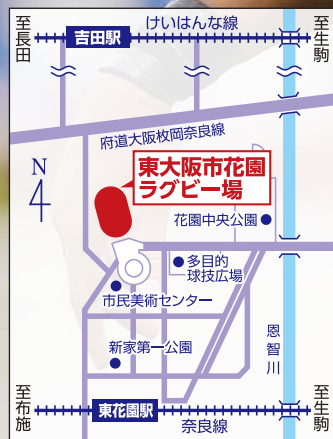 至長田
けいはんな線
吉田駅
至生駒
府道大阪枚岡奈良線
N
東大阪市花園
ラグビー場
花園中央公園
多目的
球技広場
市民美術センター
恩智川
新家第一公園
至布施
東花園駅
奈良線
至生駒